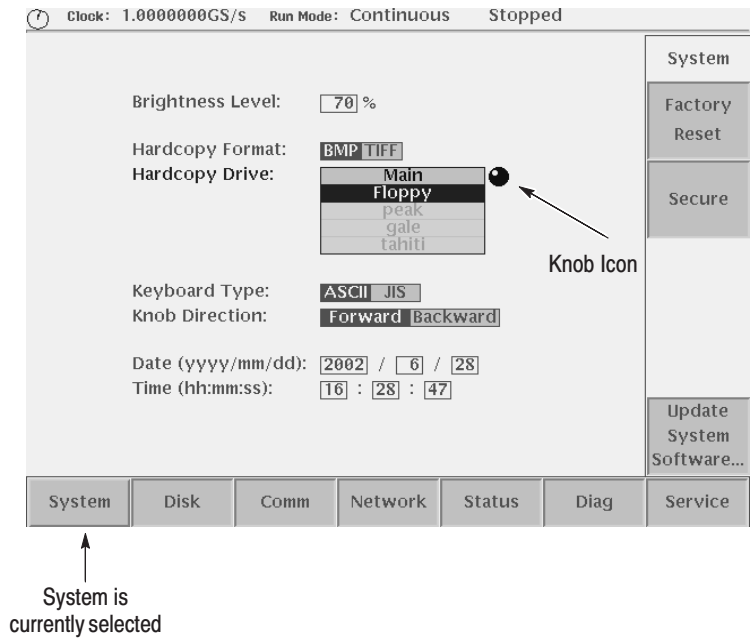 Clock: 1.0000000GS/s Run Mode: Continuous Stopped
System
Brightness Level: 70 %
Factory
Reset
Hardcopy Format: BMP TIFF
Hardcopy Drive: Main
Floppy
peak
gale
tahiti
Secure
Knob Icon
Keyboard Type: ASCII JIS
Knob Direction: Forward Backward
Date (yyyy/mm/dd): 2002 / 6 / 28
Time (hh:mm:ss): 16 : 28 : 47
Update
System
Software...
System Disk Comm Network Status Diag Service
System is
currently selected